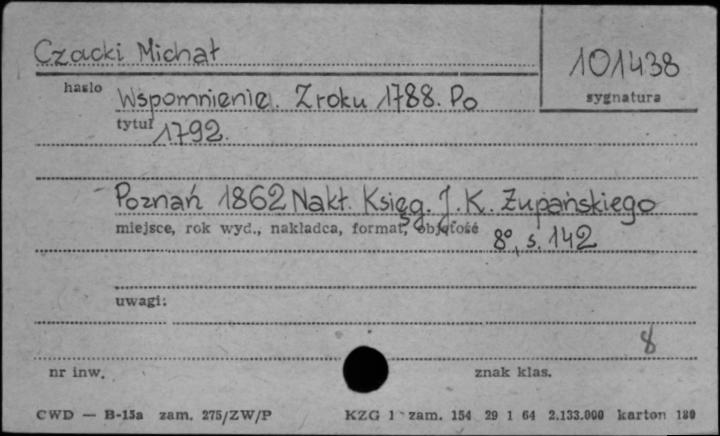 Czacki Michał
101438
hasło
sygnatura
Wspomnienie. Z roku 1788. Po
tytuł 1792.
Poznań 1862 Nakł. Księg. J. K. Żupańskiego
miejsce, rok wyd., nakładca, format, objętość
8°, s. 142
uwagi:
8
nr inw.
znak klas.
CWD — B-15a zam. 275/ZW/P KZG 1 zam. 154 29 1 64 2.133.000 karton 180